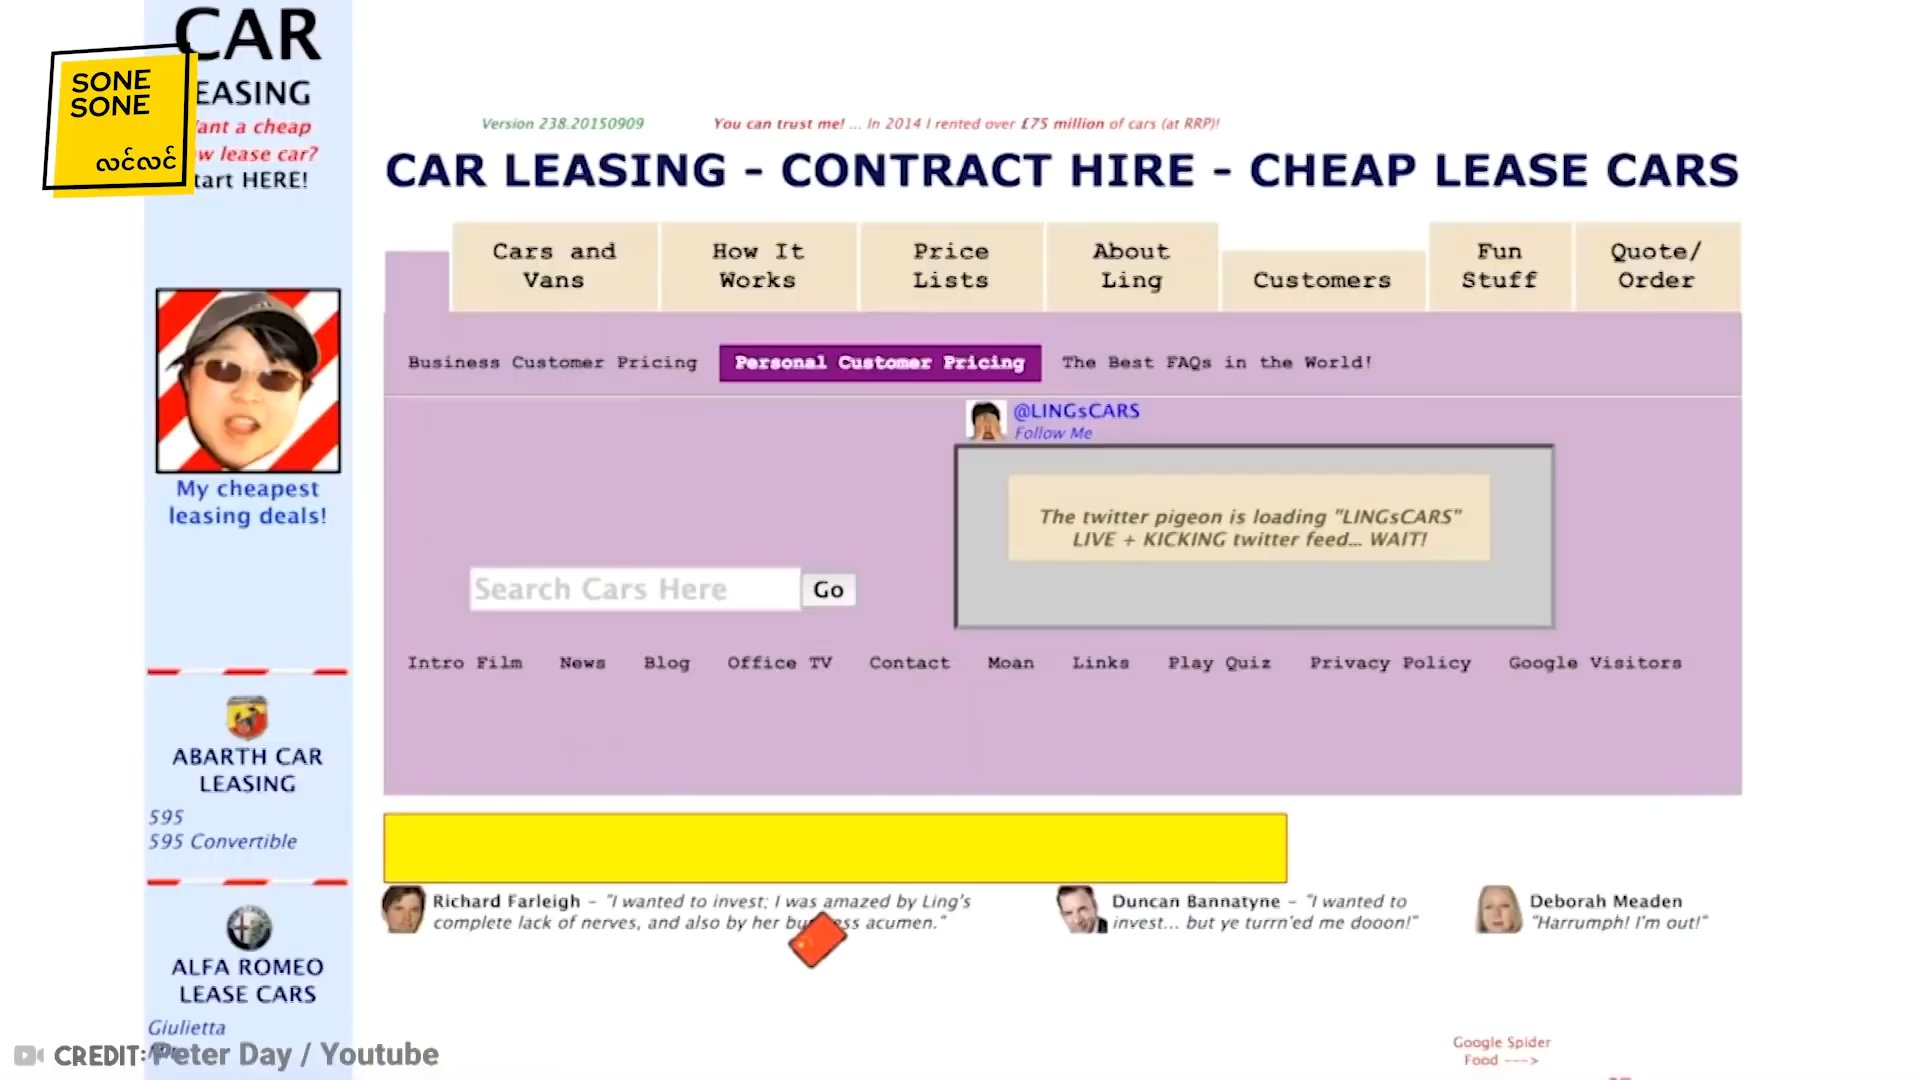 CAR
EASING
ant a cheap
w lease car?
tart HERE!
SONE
SONE
လင်လင်
My cheapest
leasing deals!
ABARTH CAR
LEASING
595
595 Convertible
ALFA ROMEO
LEASE CARS
Giulietta
Version 238.20150909
You can trust me! ... In 2014 I rented over £75 million of cars (at RRP)!
CAR LEASING - CONTRACT HIRE - CHEAP LEASE CARS
Cars and
Vans
How It
Works
Price
Lists
About
Ling
Customers
Fun
Stuff
Quote/
Order
Business Customer Pricing
Personal Customer Pricing
The Best FAQs in the World!
@LINGsCARS
Follow Me
The twitter pigeon is loading "LINGsCARS"
LIVE + KICKING twitter feed... WAIT!
Search Cars Here
Go
Intro Film News Blog Office TV Contact Moan Links Play Quiz Privacy Policy Google Visitors
Richard Farleigh - "I wanted to invest; I was amazed by Ling's
complete lack of nerves, and also by her bu ss acumen."
Duncan Bannatyne - "I wanted to
invest... but ye turrn'ed me dooon!"
Deborah Meaden
"Harrumph! I'm out!"
Google Spider
Food --->
CREDIT: Peter Day / Youtube